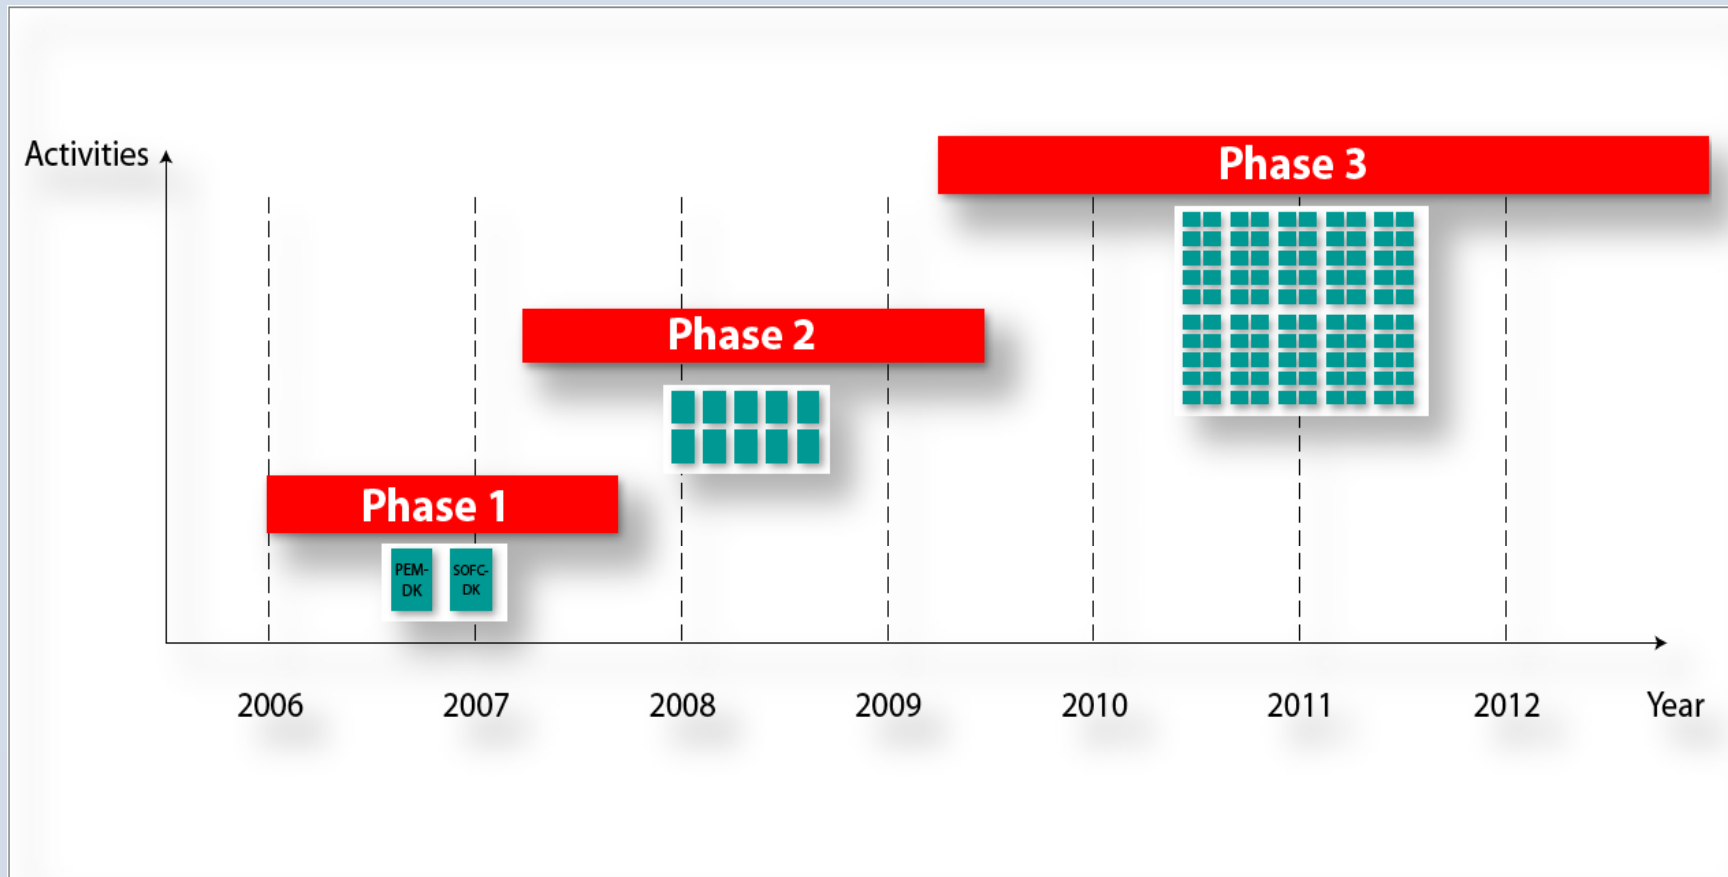 Activities
Phase 3
Phase 2
Phase 1
PEM-
DK
SOFC-
DK
2006 2007 2008 2009 2010 2011 2012 Year